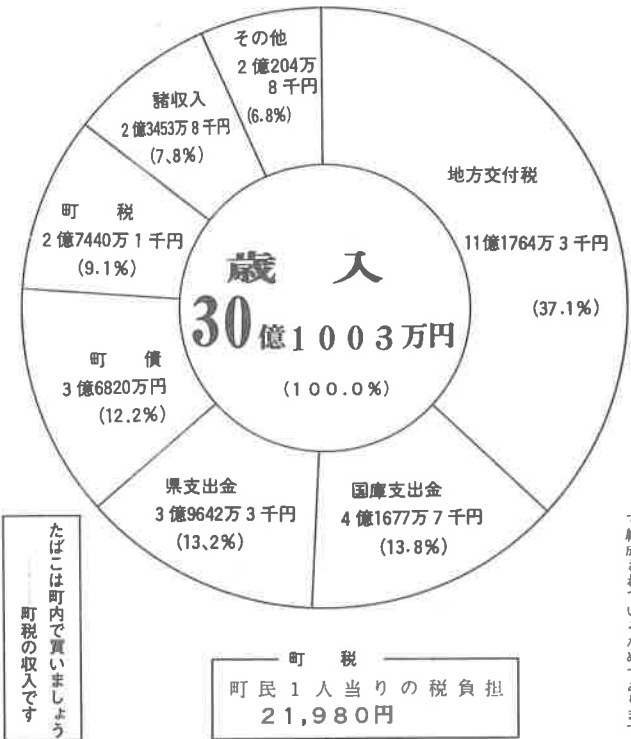 その他
2億204万
8千円
(6.8%)
諸収入
2億3453万8千円
(7.8%)
地方交付税
11億1764万3千円
(37.1%)
町 税
2億7440万1千円
(9.1%)
歳 入
30億1003万円
(100.0%)
町 債
3億6820万円
(12.2%)
県支出金
3億9642万3千円
(13.2%)
国庫支出金
4億1677万7千円
(13.8%)
たばこは町内で買いましょう
町税の収入です
町 税
町民1人当りの税負担
21,980円